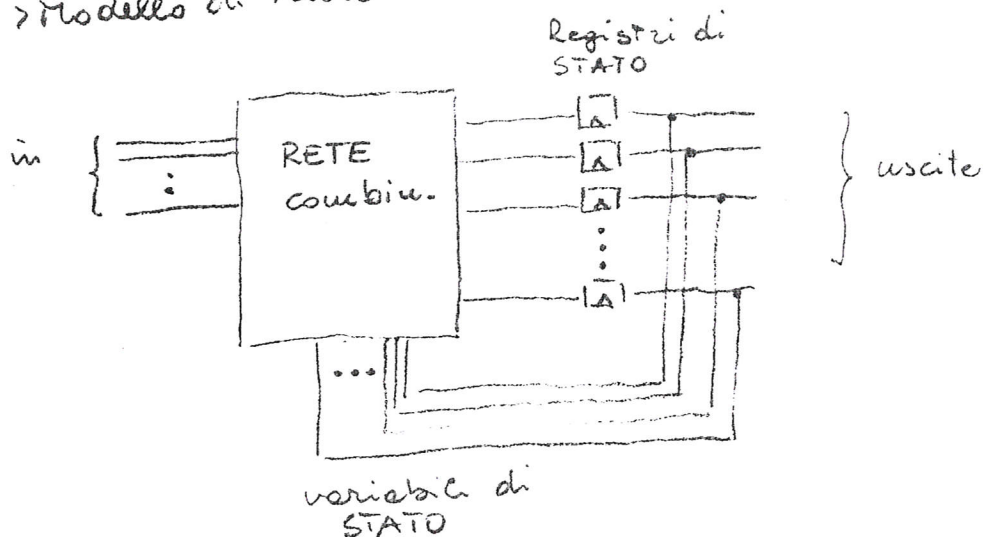 > Modello di
Registri di
STATO
in
RETE
combin.
uscite
variabili di
STATO